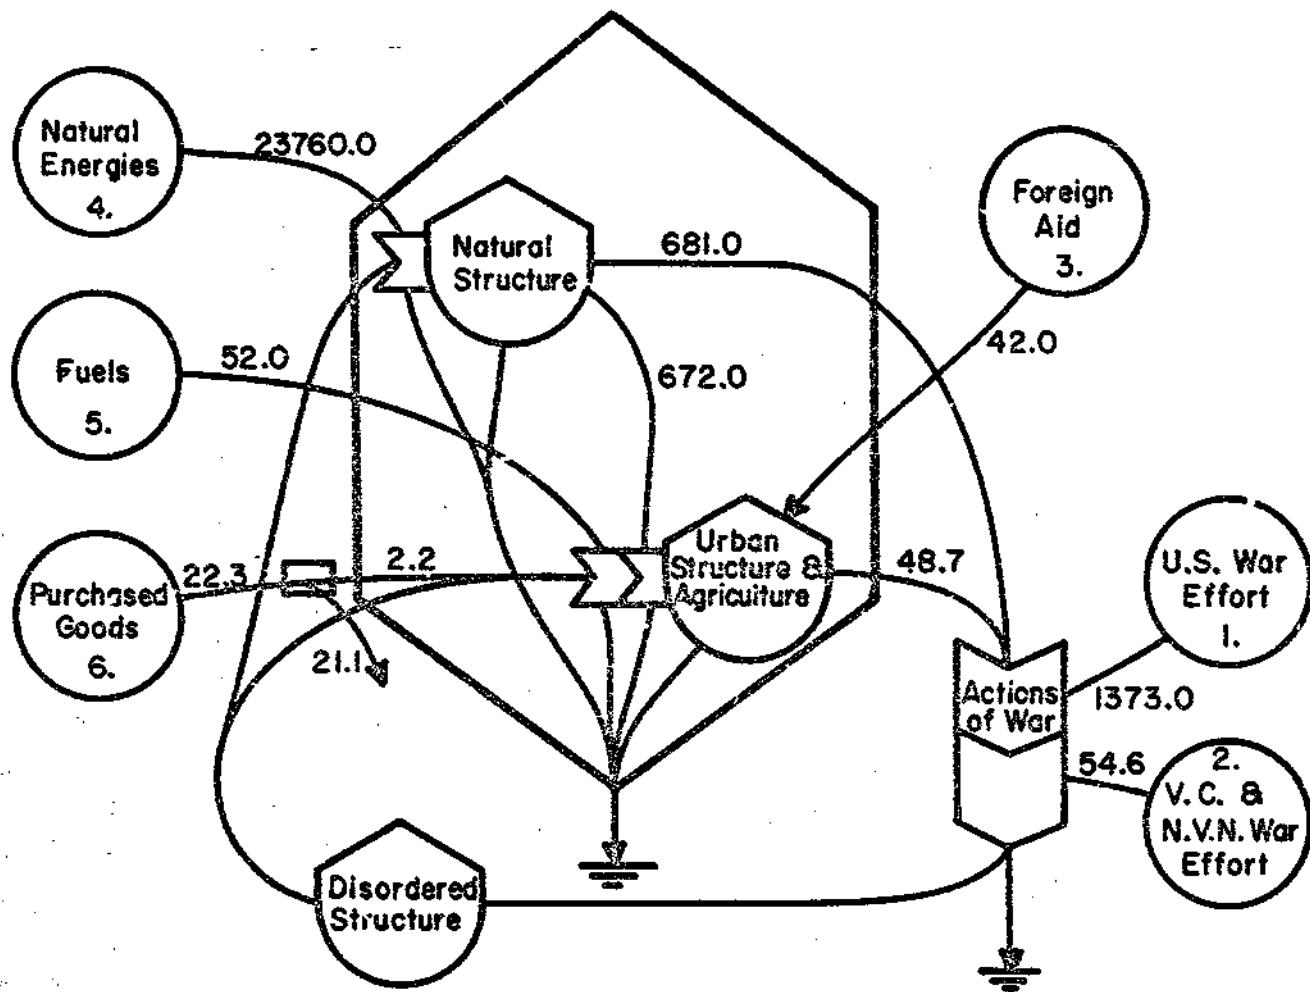 Natural
Energies
4.
23760.0
Natural
Structure
681.0
Foreign
Aid
3.
42.0
Fuels
5.
52.0
672.0
Purchased
Goods
6.
22.3
2.2
21.1
Urban
Structure &
Agriculture
48.7
U.S. War
Effort
1.
1373.0
Actions
of War
54.6
2.
V.C. &
N.V.N. War
Effort
Disordered
Structure